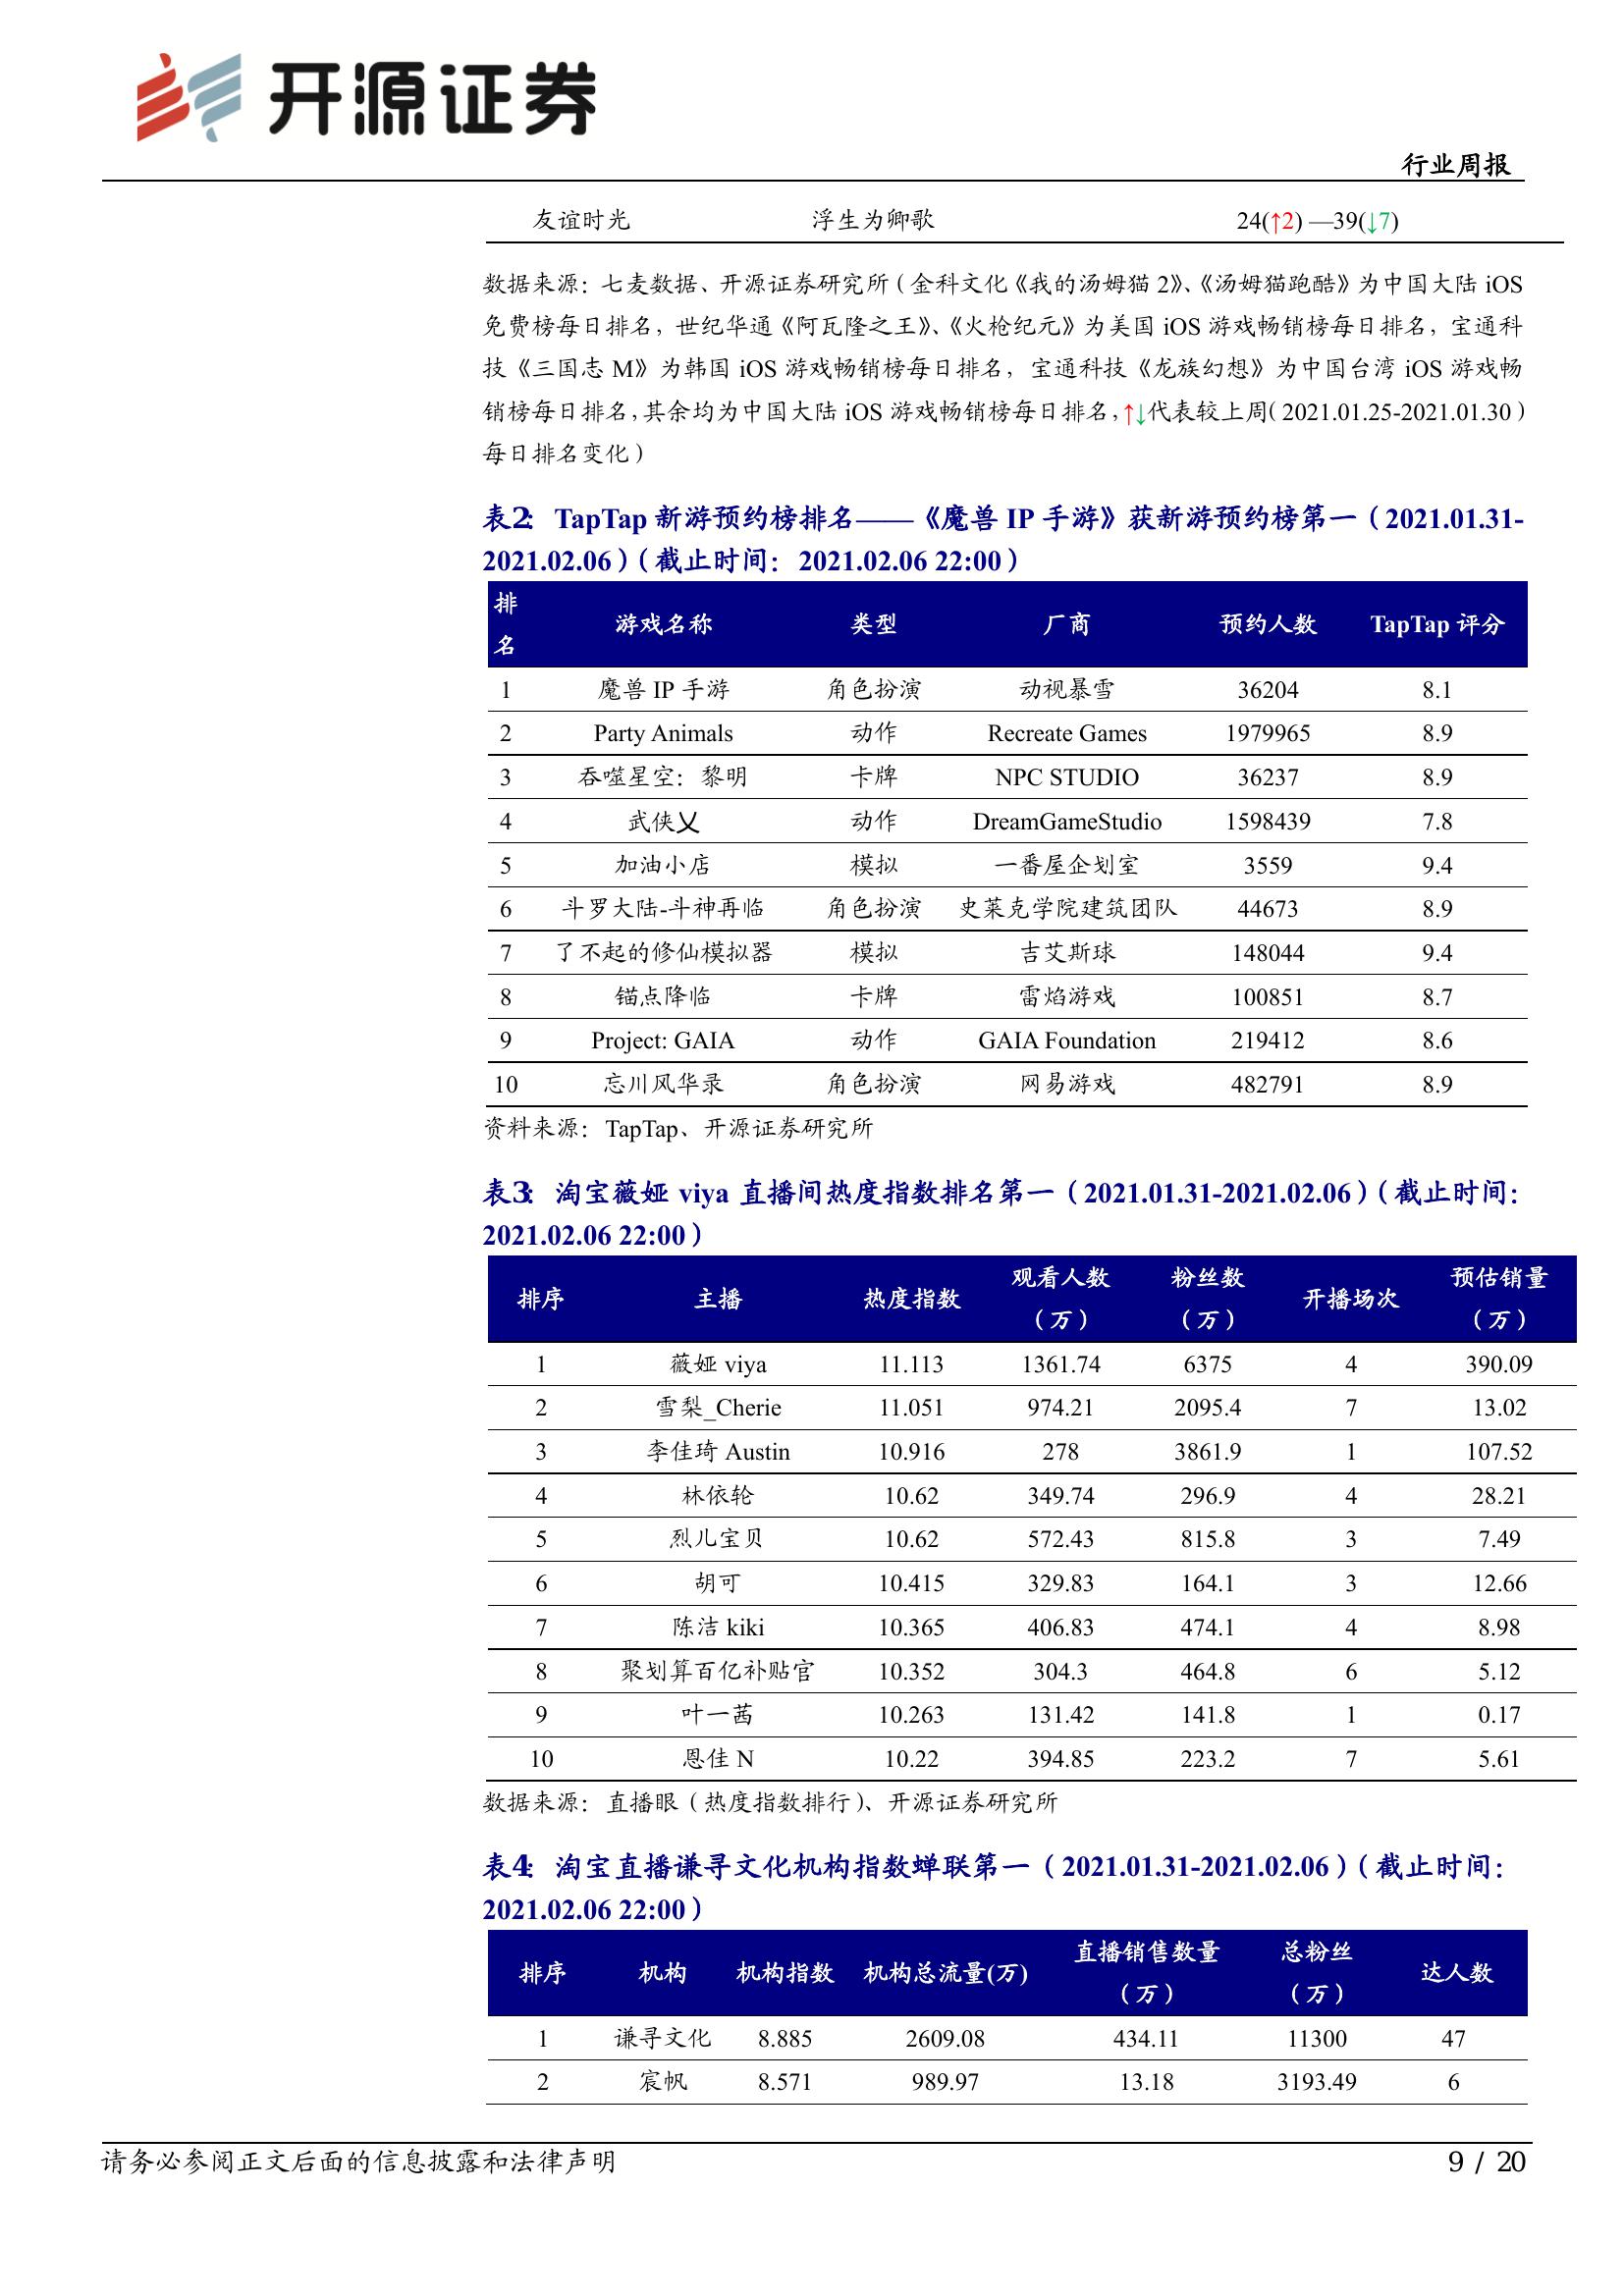 开源证券
行业周报
友谊时光 浮生为卿歌 24(↑2) —39(↓7)
数据来源：七麦数据、开源证券研究所（金科文化《我的汤姆猫 2》、《汤姆猫跑酷》为中国大陆 iOS
免费榜每日排名，世纪华通《阿瓦隆之王》、《火枪纪元》为美国 iOS 游戏畅销榜每日排名，宝通科
技《三国志 M》为韩国 iOS 游戏畅销榜每日排名，宝通科技《龙族幻想》为中国台湾 iOS 游戏畅
销榜每日排名，其余均为中国大陆 iOS 游戏畅销榜每日排名，↑↓代表较上周（2021.01.25-2021.01.30）
每日排名变化）
表2： TapTap 新游预约榜排名——《魔兽 IP 手游》获新游预约榜第一（2021.01.31-
2021.02.06）（截止时间：2021.02.06 22:00）
排名 游戏名称 类型 厂商 预约人数 TapTap 评分
1 魔兽 IP 手游 角色扮演 动视暴雪 36204 8.1
2 Party Animals 动作 Recreate Games 1979965 8.9
3 吞噬星空：黎明 卡牌 NPC STUDIO 36237 8.9
4 武侠乂 动作 DreamGameStudio 1598439 7.8
5 加油小店 模拟 一番屋企划室 3559 9.4
6 斗罗大陆-斗神再临 角色扮演 史莱克学院建筑团队 44673 8.9
7 了不起的修仙模拟器 模拟 吉艾斯球 148044 9.4
8 锚点降临 卡牌 雷焰游戏 100851 8.7
9 Project: GAIA 动作 GAIA Foundation 219412 8.6
10 忘川风华录 角色扮演 网易游戏 482791 8.9
资料来源：TapTap、开源证券研究所
表3： 淘宝薇娅 viya 直播间热度指数排名第一（2021.01.31-2021.02.06）（截止时间：
2021.02.06 22:00）
排序 主播 热度指数 观看人数（万） 粉丝数（万） 开播场次 预估销量（万）
1 薇娅 viya 11.113 1361.74 6375 4 390.09
2 雪梨_Cherie 11.051 974.21 2095.4 7 13.02
3 李佳琦 Austin 10.916 278 3861.9 1 107.52
4 林依轮 10.62 349.74 296.9 4 28.21
5 烈儿宝贝 10.62 572.43 815.8 3 7.49
6 胡可 10.415 329.83 164.1 3 12.66
7 陈洁 kiki 10.365 406.83 474.1 4 8.98
8 聚划算百亿补贴官 10.352 304.3 464.8 6 5.12
9 叶一茜 10.263 131.42 141.8 1 0.17
10 恩佳 N 10.22 394.85 223.2 7 5.61
数据来源：直播眼（热度指数排行）、开源证券研究所
表4： 淘宝直播谦寻文化机构指数蝉联第一（2021.01.31-2021.02.06）（截止时间：
2021.02.06 22:00）
排序 机构 机构指数 机构总流量(万) 直播销售数量（万） 总粉丝（万） 达人数
1 谦寻文化 8.885 2609.08 434.11 11300 47
2 宸帆 8.571 989.97 13.18 3193.49 6
请务必参阅正文后面的信息披露和法律声明 9 / 20